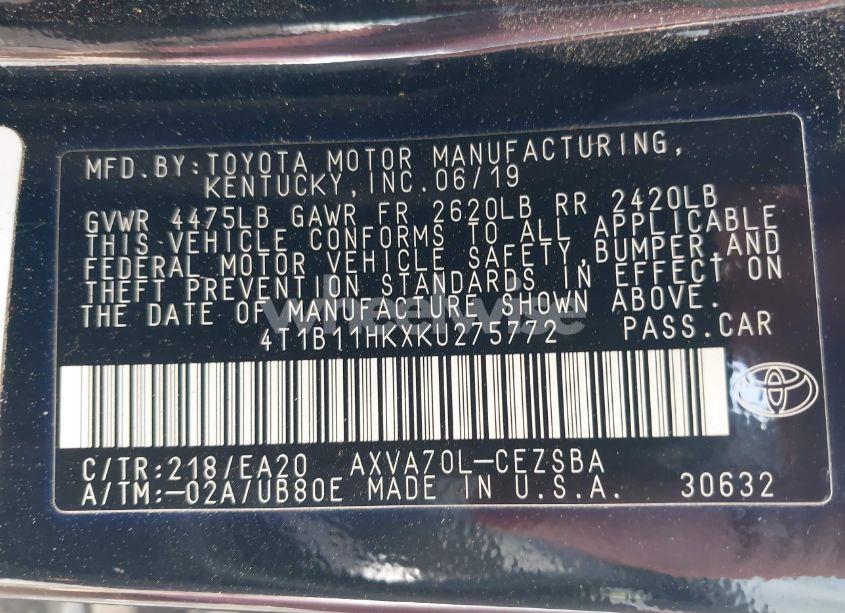 MFD.BY:TOYOTA MOTOR MANUFACTURING,
KENTUCKY,INC.06/19
GVWR 4475LB GAWR FR 2620LB RR 2420LB
THIS VEHICLE CONFORMS TO ALL APPLICABLE
FEDERAL MOTOR VEHICLE SAFETY,BUMPER,AND
THEFT PREVENTION STANDARDS IN EFFECT ON
THE DATE OF MANUFACTURE SHOWN ABOVE.
4T1B11HKXKU275772 PASS.CAR
C/TR:218/EA20 AXVA70L-CEZSBA
A/TM:-02A/UB80E MADE IN U.S.A. 30632